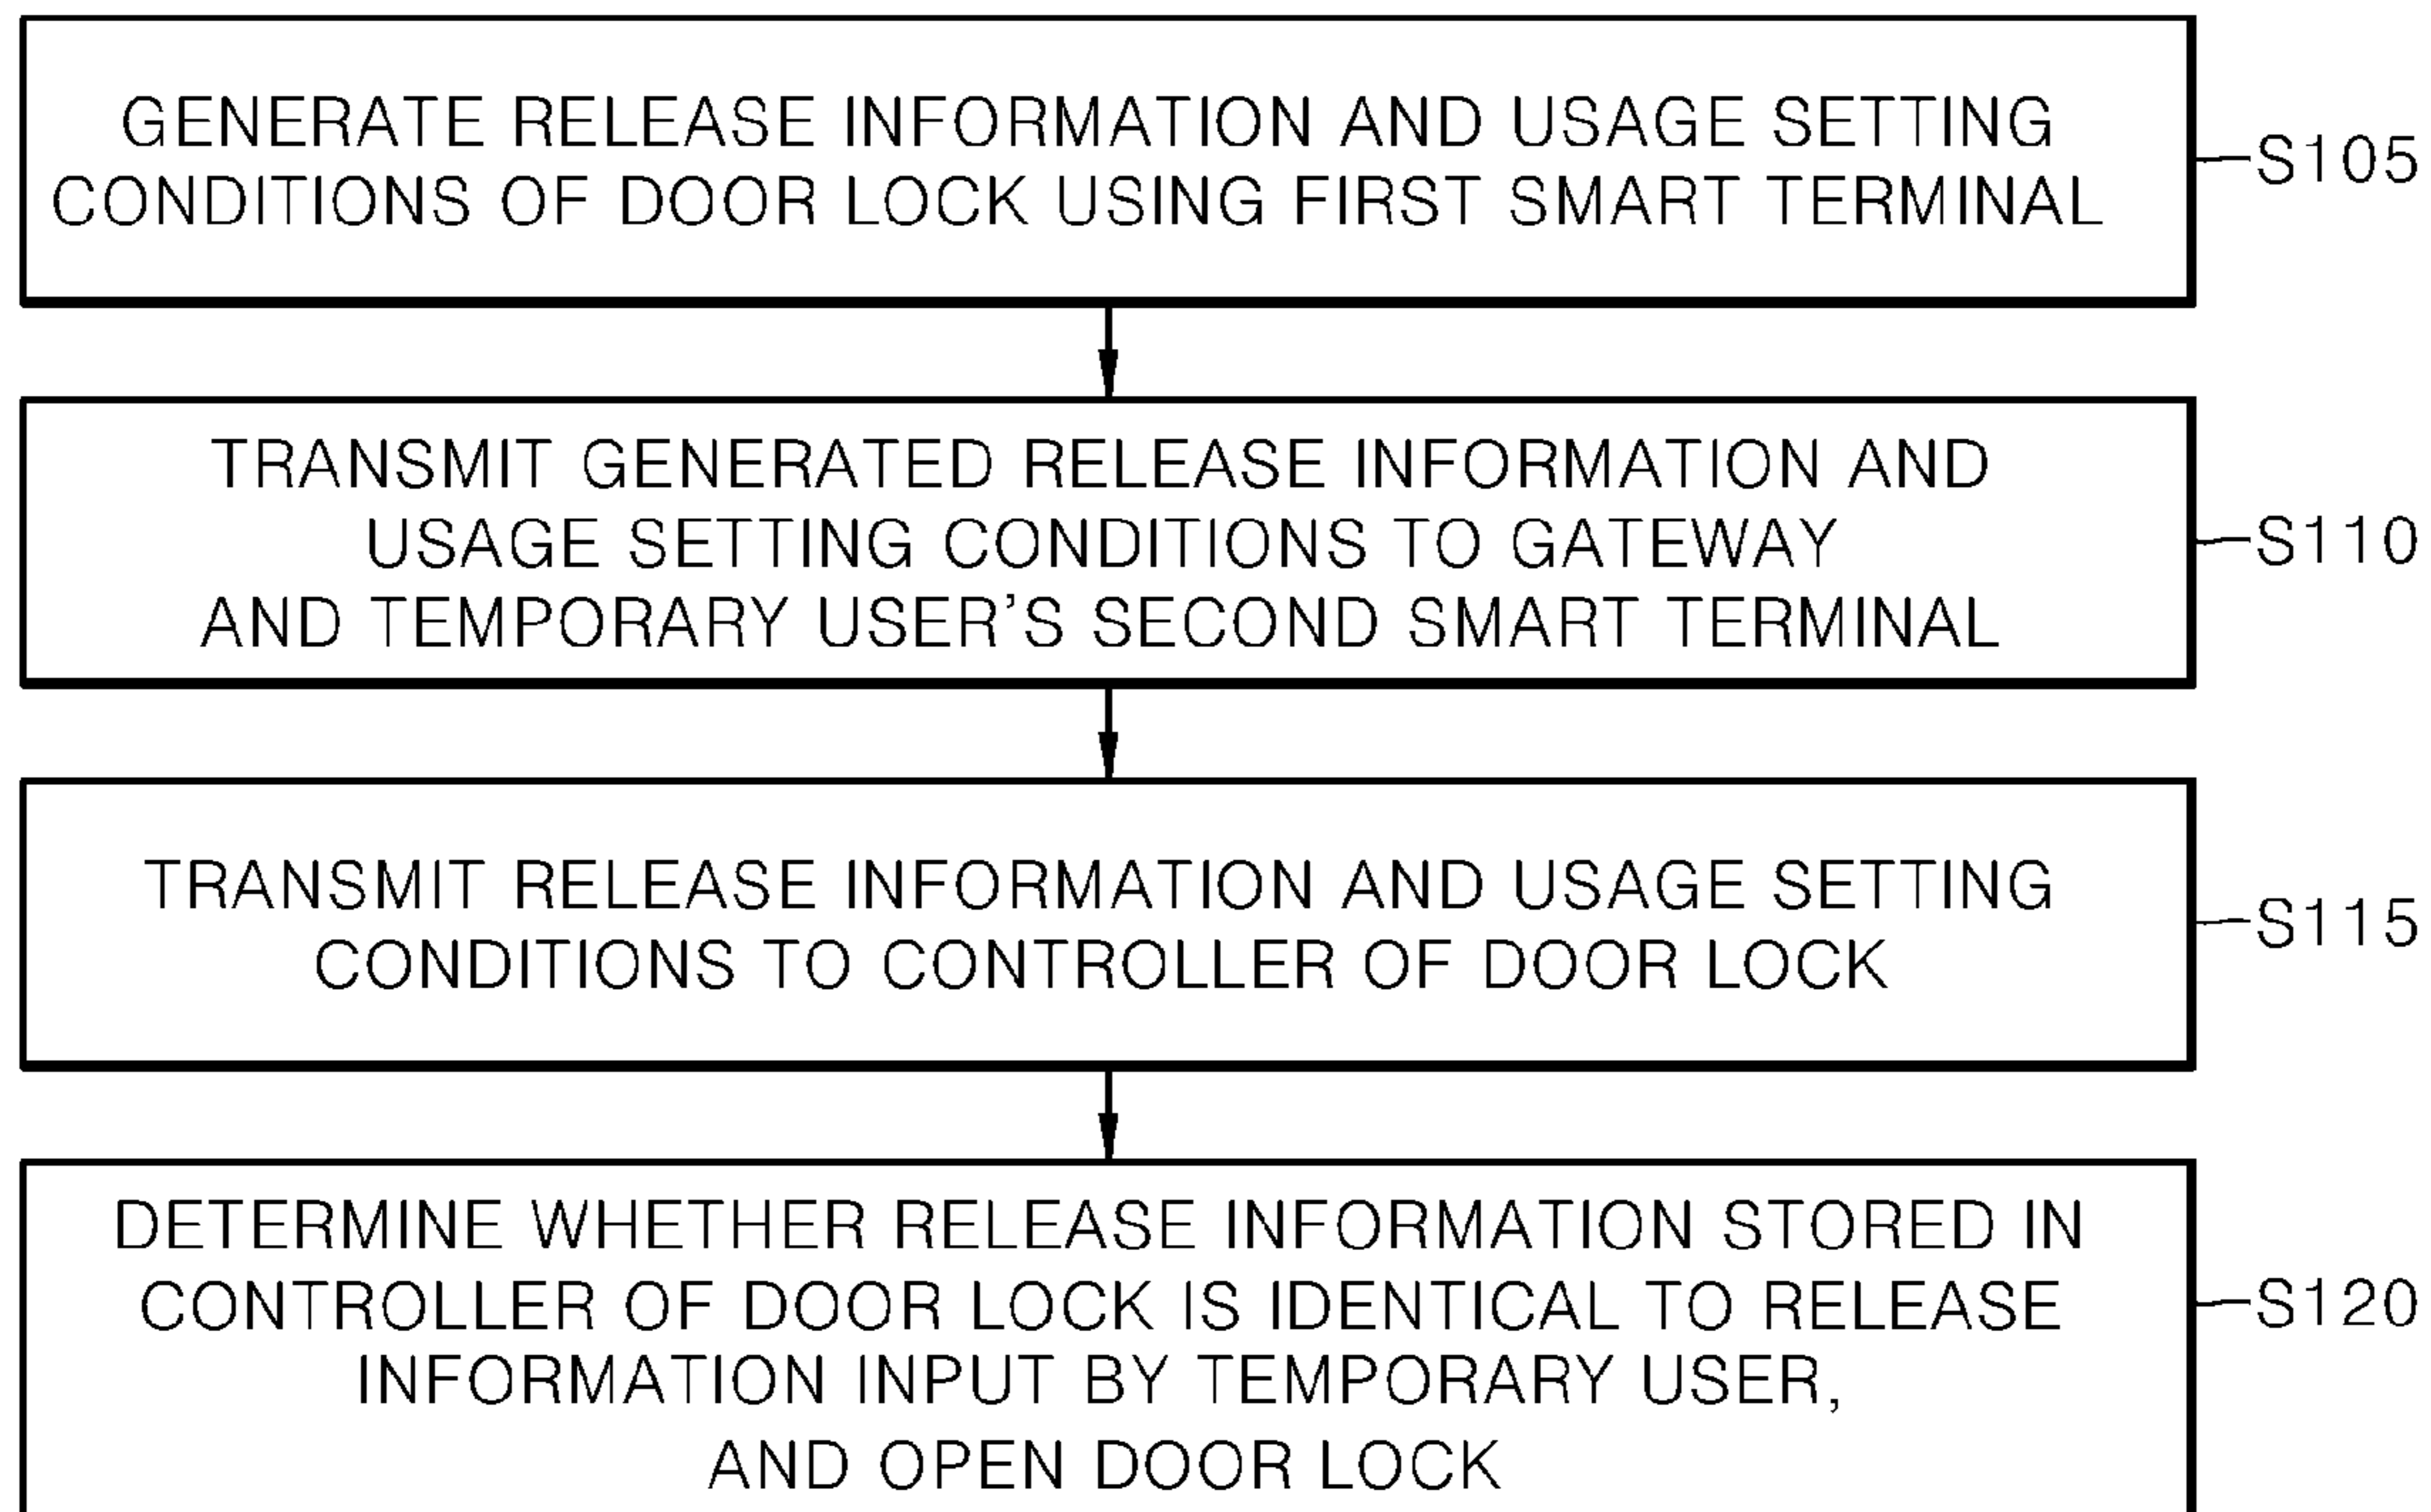 GENERATE RELEASE INFORMATION AND USAGE SETTING
CONDITIONS OF DOOR LOCK USING FIRST SMART TERMINAL
S105
TRANSMIT GENERATED RELEASE INFORMATION AND
USAGE SETTING CONDITIONS TO GATEWAY
AND TEMPORARY USER'S SECOND SMART TERMINAL
S110
TRANSMIT RELEASE INFORMATION AND USAGE SETTING
CONDITIONS TO CONTROLLER OF DOOR LOCK
S115
DETERMINE WHETHER RELEASE INFORMATION STORED IN
CONTROLLER OF DOOR LOCK IS IDENTICAL TO RELEASE
INFORMATION INPUT BY TEMPORARY USER,
AND OPEN DOOR LOCK
S120